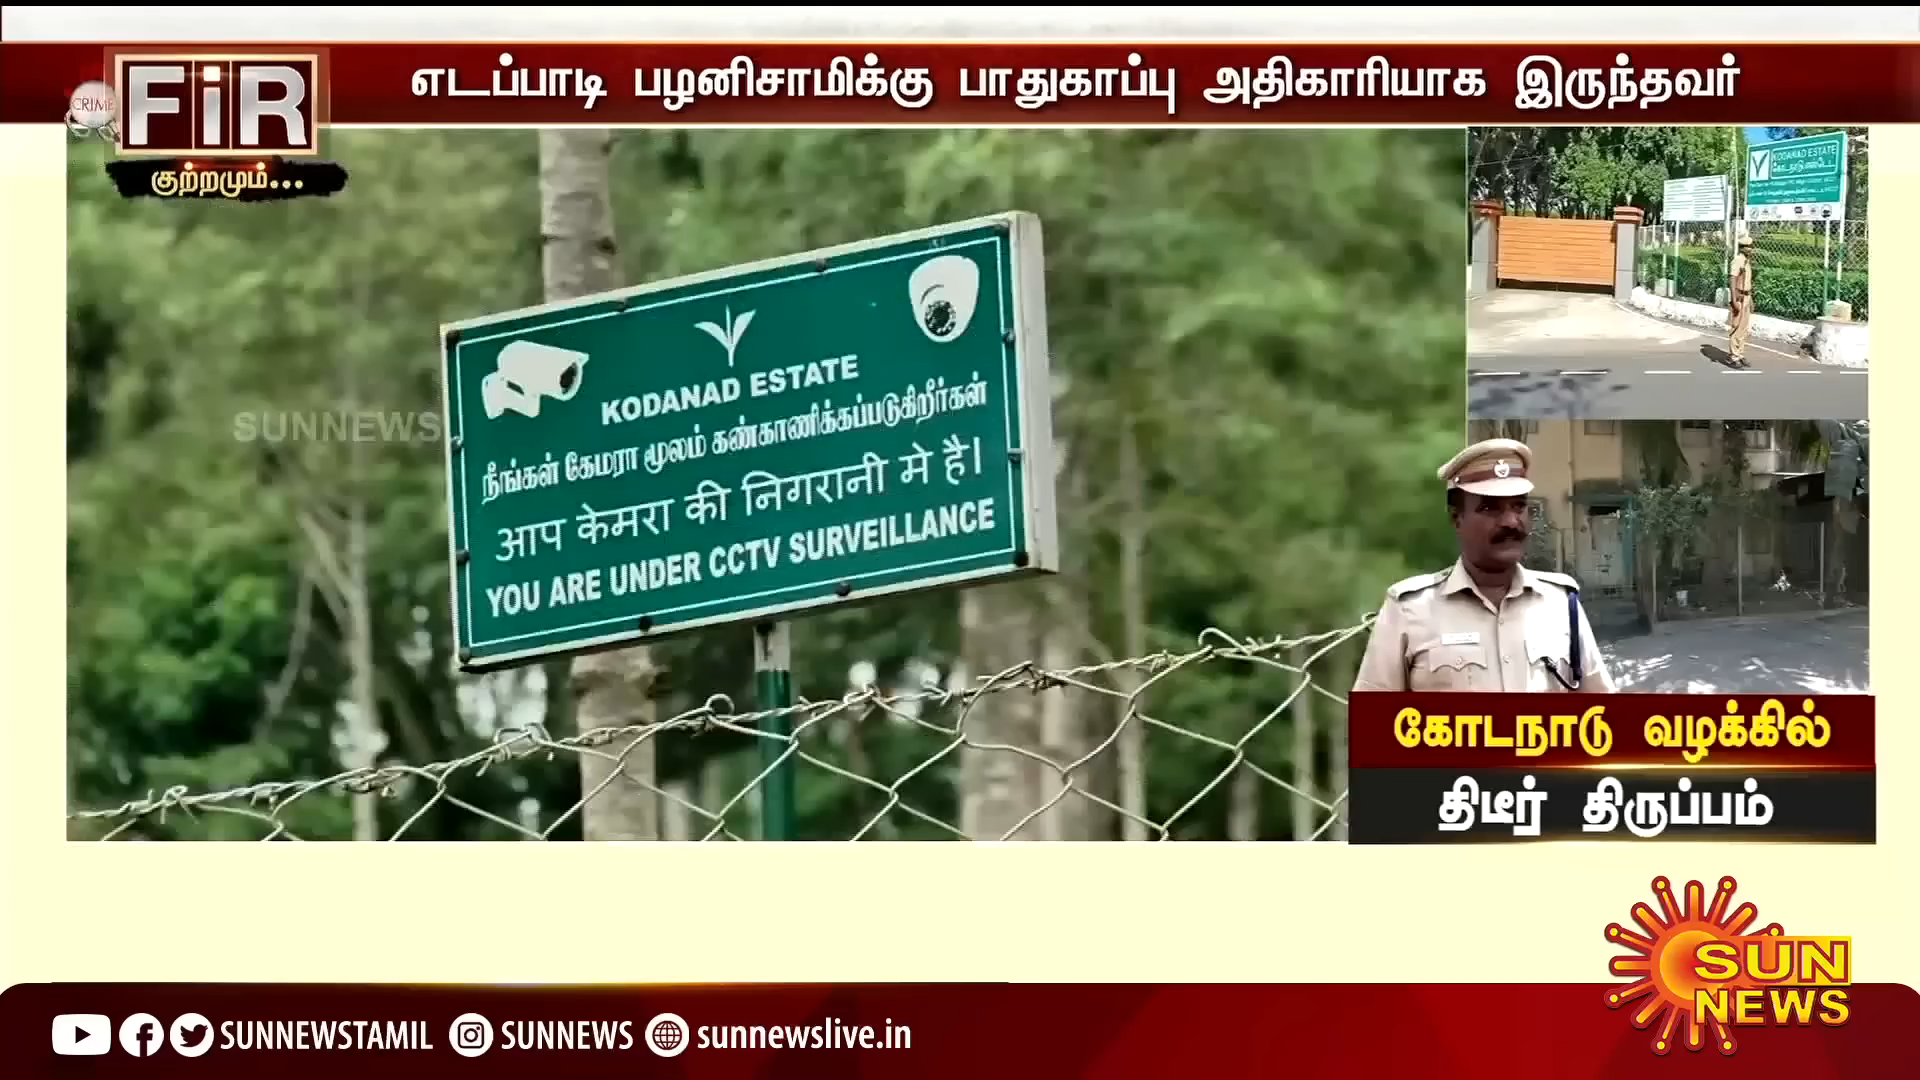 எடப்பாடி பழனிசாமிக்கு பாதுகாப்பு அதிகாரியாக இருந்தவர்
CRIME
FiR
குற்றமும்...
KODANAD ESTATE
நீங்கள் கேமரா மூலம் கண்காணிக்கப்படுகிறீர்கள்
आप केमरा की निगरानी मे है।
YOU ARE UNDER CCTV SURVEILLANCE
SUNNEWS
KODANAD ESTATE
கோடநாடு வழக்கில்
திடீர் திருப்பம்
SUN
NEWS
SUNNEWSTAMIL SUNNEWS sunnewslive.in